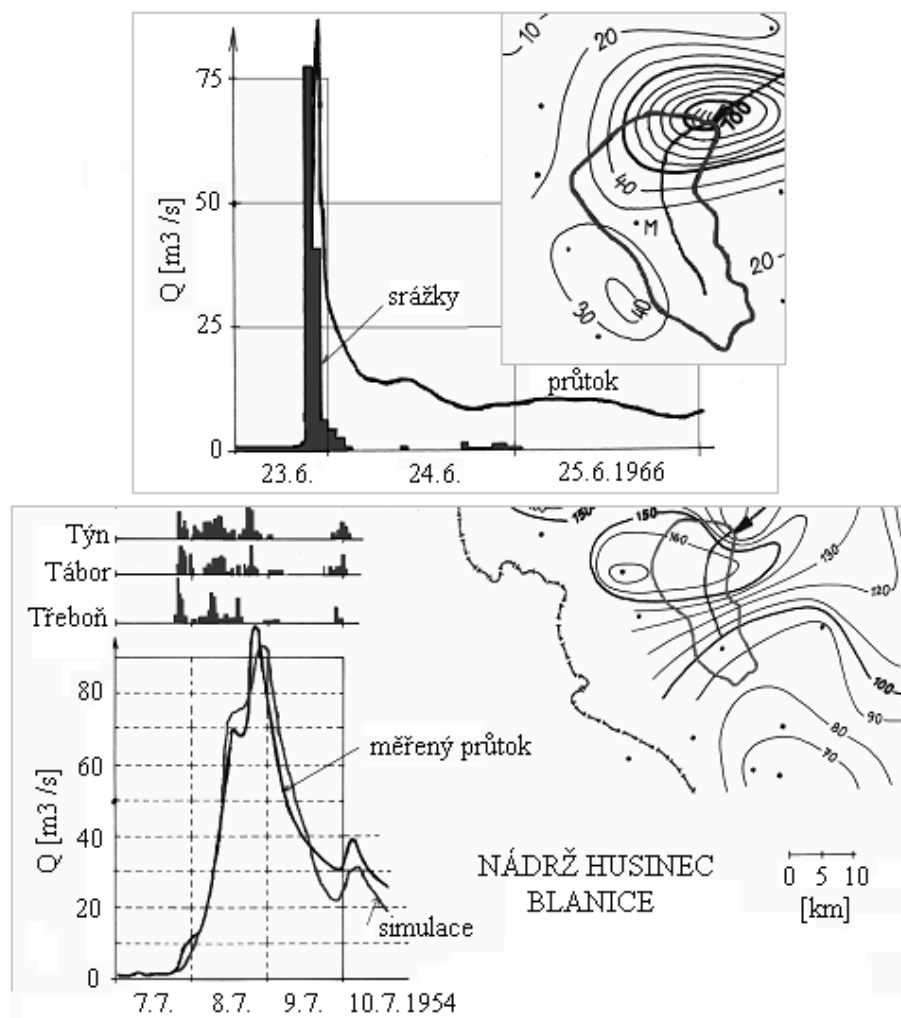 75
50
25
0
Q [m3 /s]
srážky
průtok
23.6.
24.6.
25.6.1966
10
20
100
40
M
20
30
40
Týn
Tábor
Třeboň
80
60
40
20
0
Q [m3 /s]
měřený průtok
simulace
7.7.
8.7.
9.7.
10.7.1954
150
150
160
130
120
100
90
80
70
NÁDRŽ HUSINEC
BLANICE
0 5 10
[km]